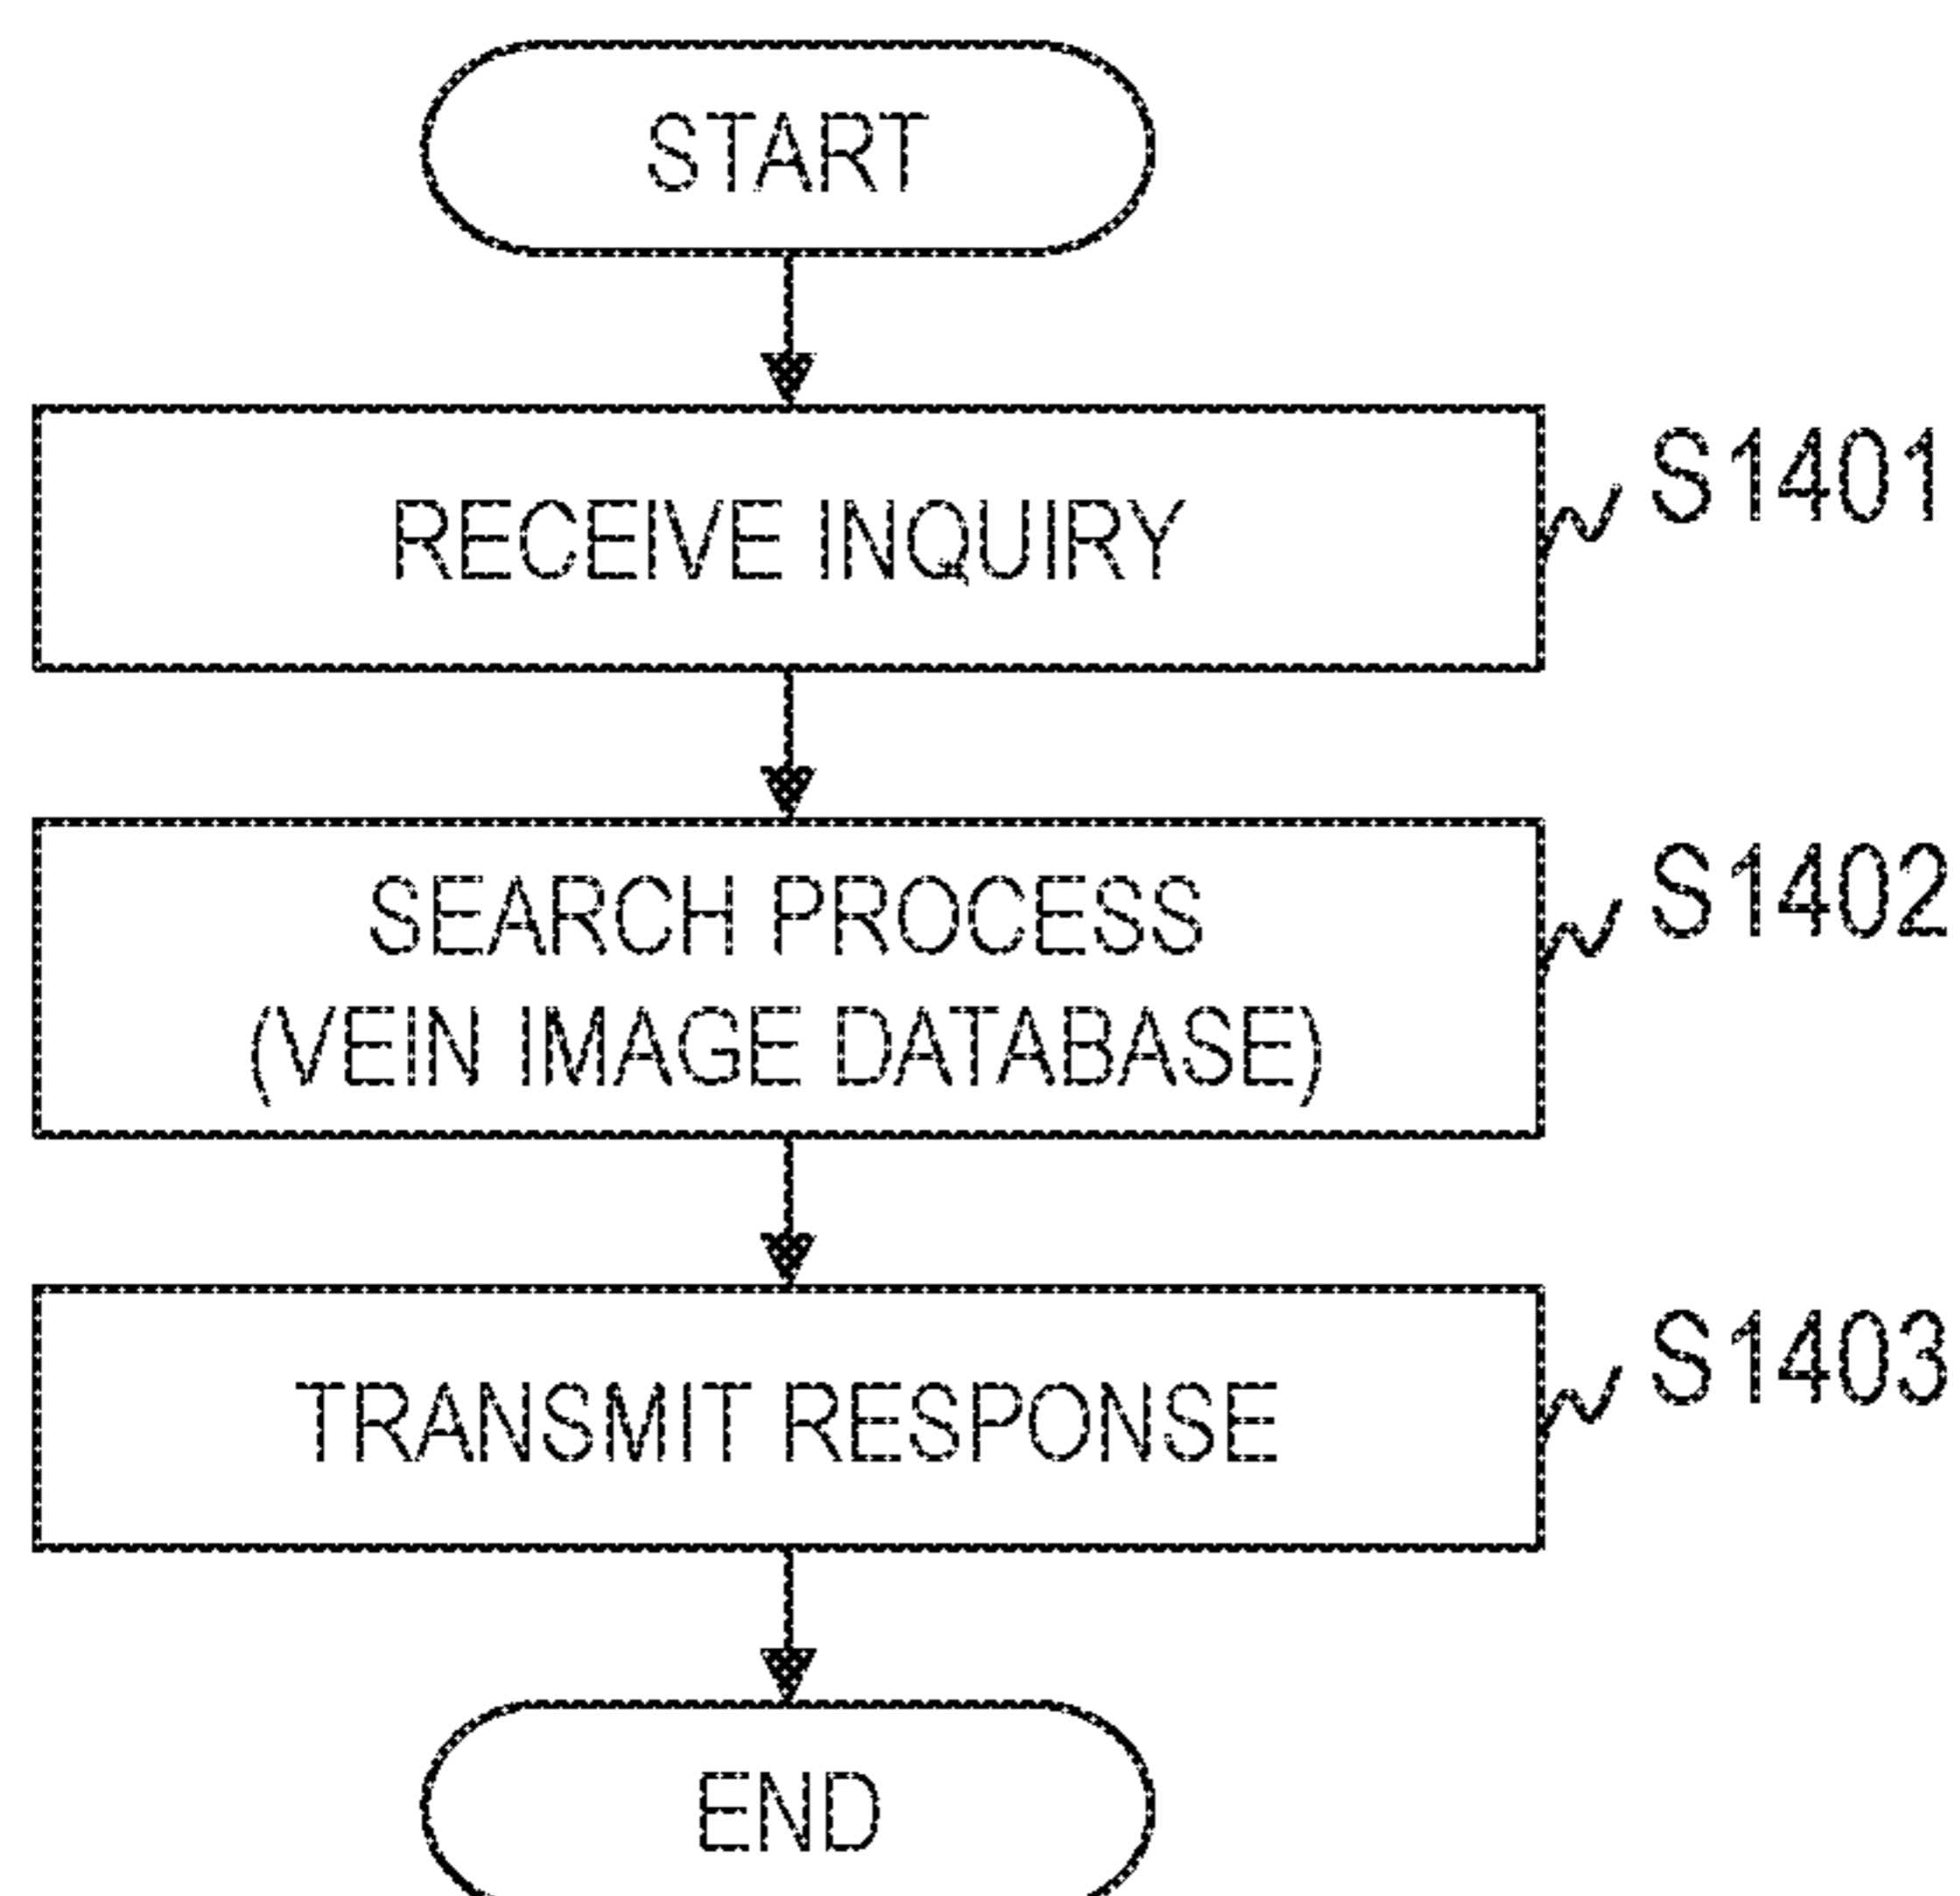 START
RECEIVE INQUIRY
S1401
SEARCH PROCESS
(VEIN IMAGE DATABASE)
S1402
TRANSMIT RESPONSE
S1403
END